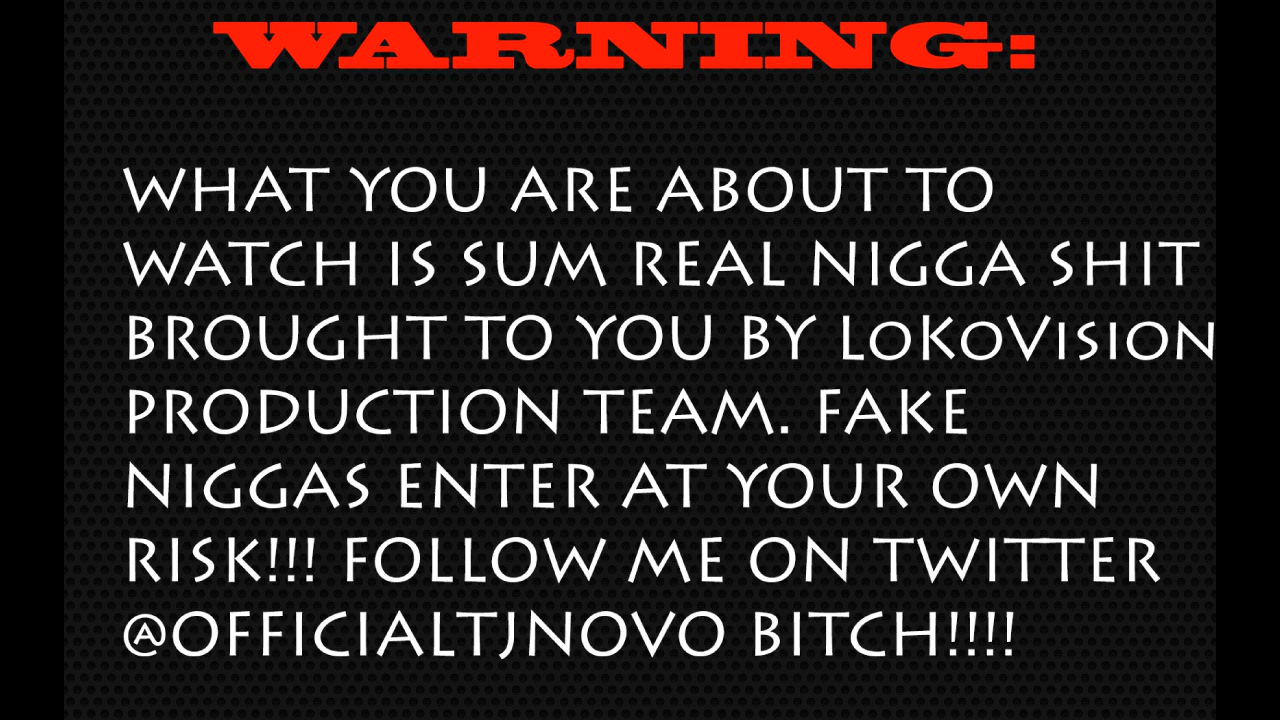 WARNING:
WHAT YOU ARE ABOUT TO
WATCH IS SUM REAL NIGGA SHIT
BROUGHT TO YOU BY LoKoVision
PRODUCTION TEAM. FAKE
NIGGAS ENTER AT YOUR OWN
RISK!!! FOLLOW ME ON TWITTER
@OFFICIALTJNOVO BITCH!!!!